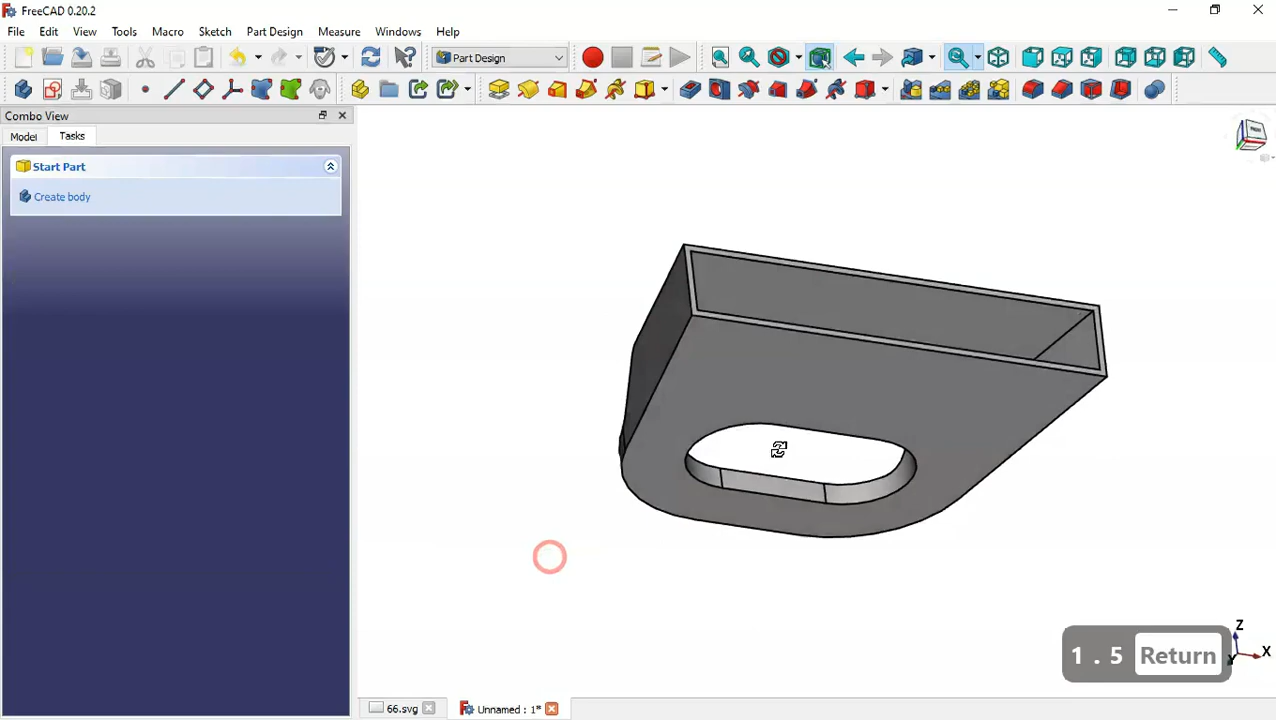 FreeCAD 0.20.2
File Edit View Tools Macro Sketch Part Design Measure Windows Help
Part Design
Combo View
Model Tasks
Start Part
Create body
1 . 5 Return
Z
X
Y
66.svg
Unnamed : 1*